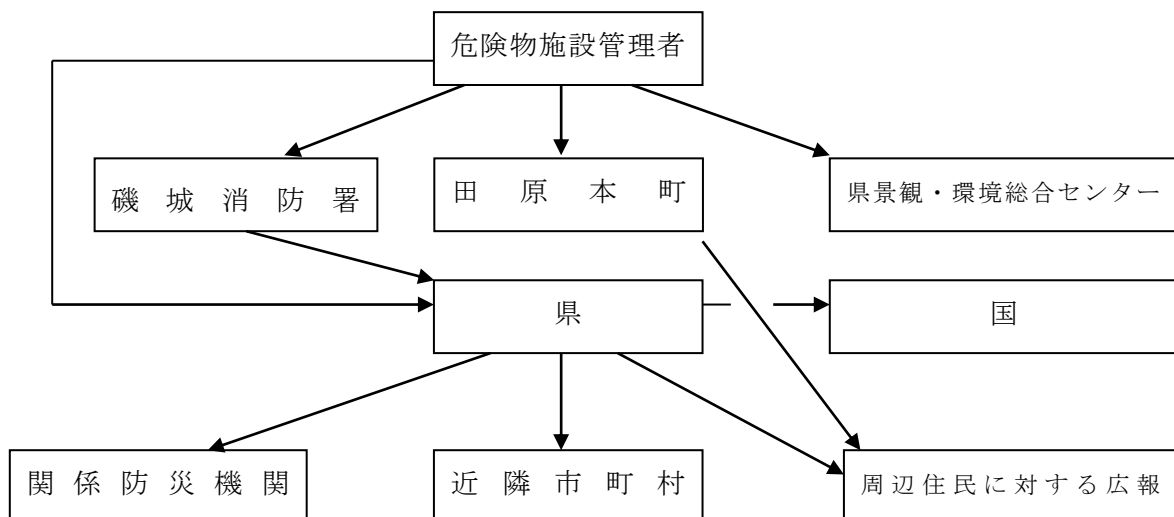 危険物施設管理者
磯城消防署
田原本町
県景観・環境総合センター
県
国
関係防災機関
近隣市町村
周辺住民に対する広報